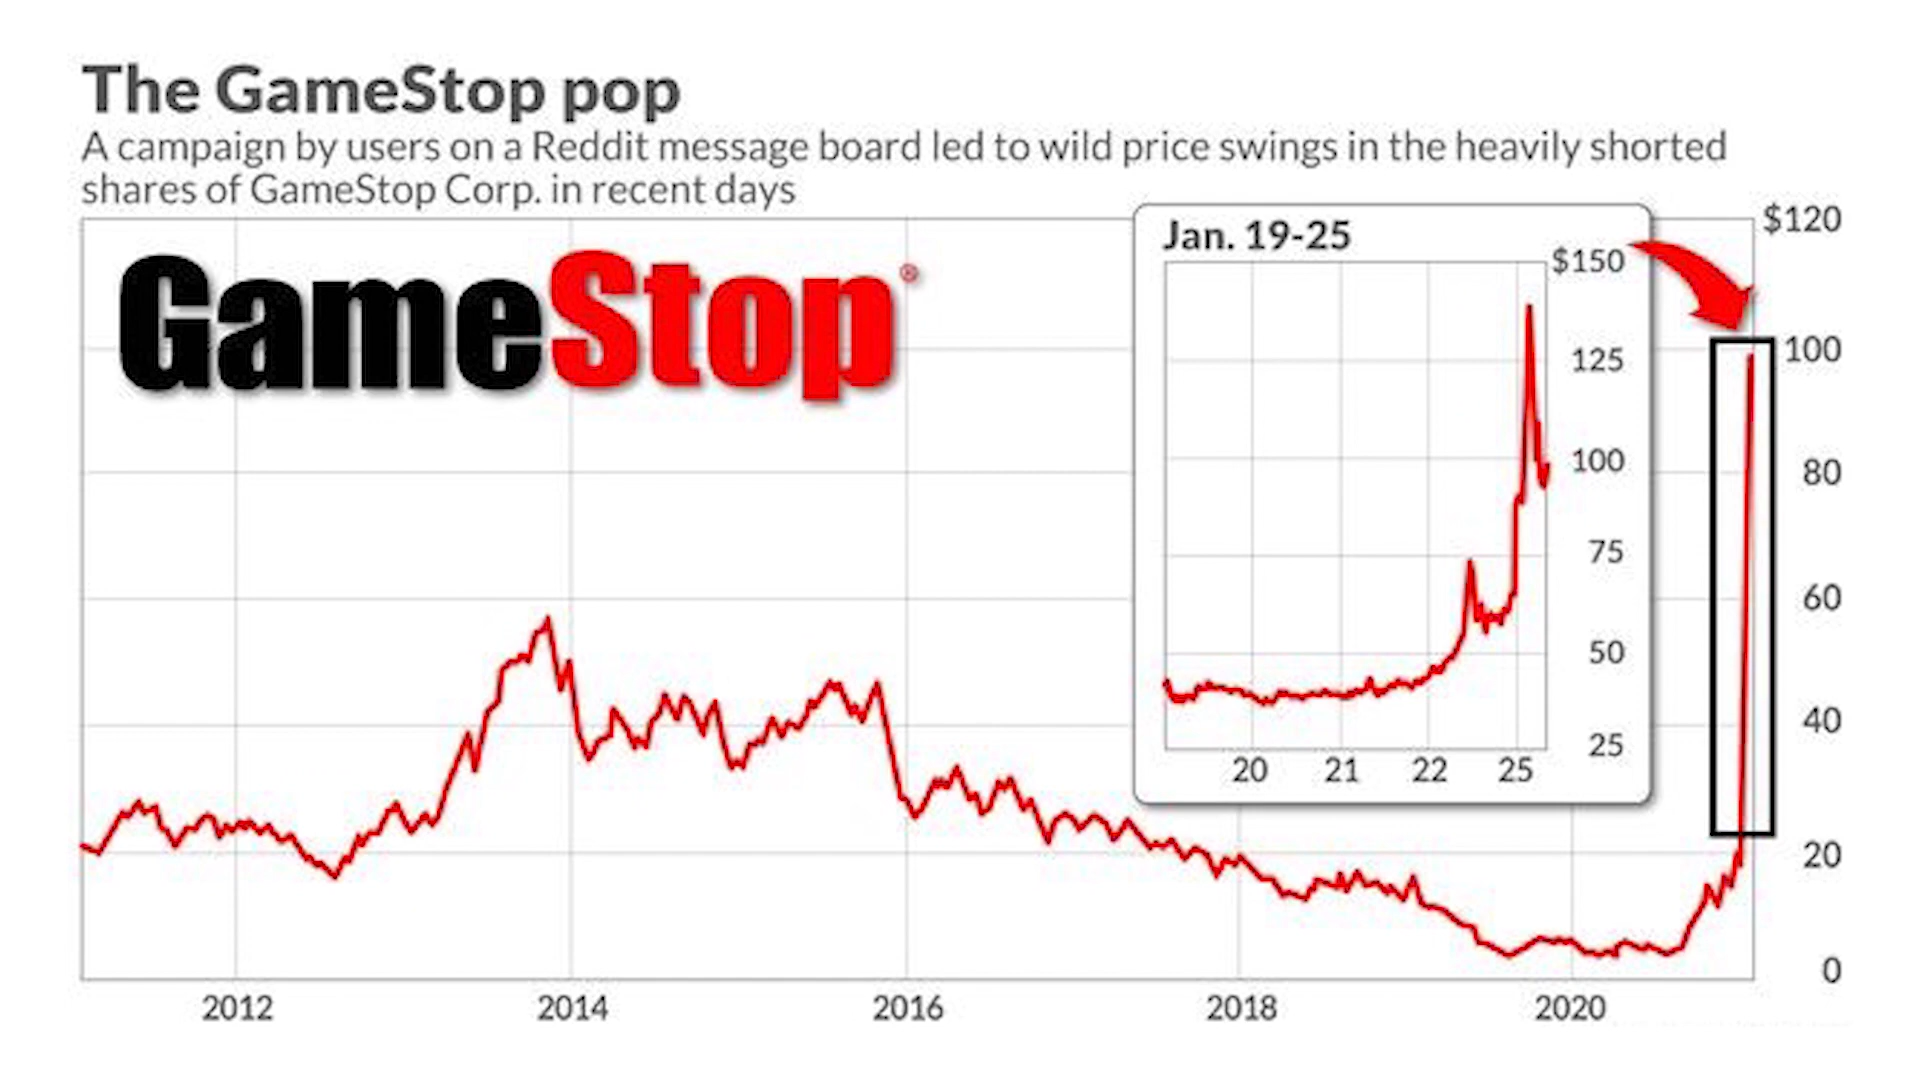 The GameStop pop
A campaign by users on a Reddit message board led to wild price swings in the heavily shorted
shares of GameStop Corp. in recent days
GameStop®
Jan. 19-25
$150
125
100
75
50
25
20 21 22 25
$120
100
80
60
40
20
0
2012 2014 2016 2018 2020